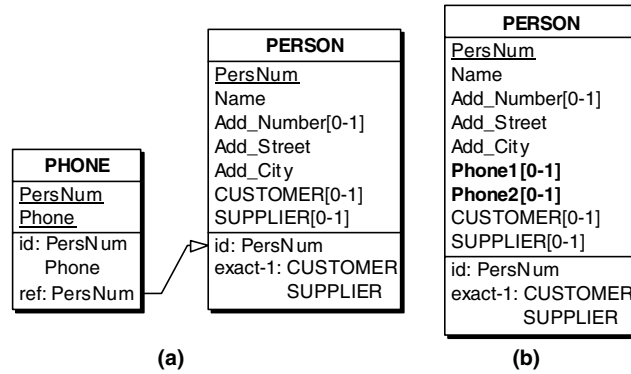 PHONE
PersNum
Phone
id: PersNum
Phone
ref: PersNum
PERSON
PersNum
Name
Add_Number[0-1]
Add_Street
Add_City
CUSTOMER[0-1]
SUPPLIER[0-1]
id: PersNum
exact-1: CUSTOMER
SUPPLIER
(a)
PERSON
PersNum
Name
Add_Number[0-1]
Add_Street
Add_City
Phone1[0-1]
Phone2[0-1]
CUSTOMER[0-1]
SUPPLIER[0-1]
id: PersNum
exact-1: CUSTOMER
SUPPLIER
(b)